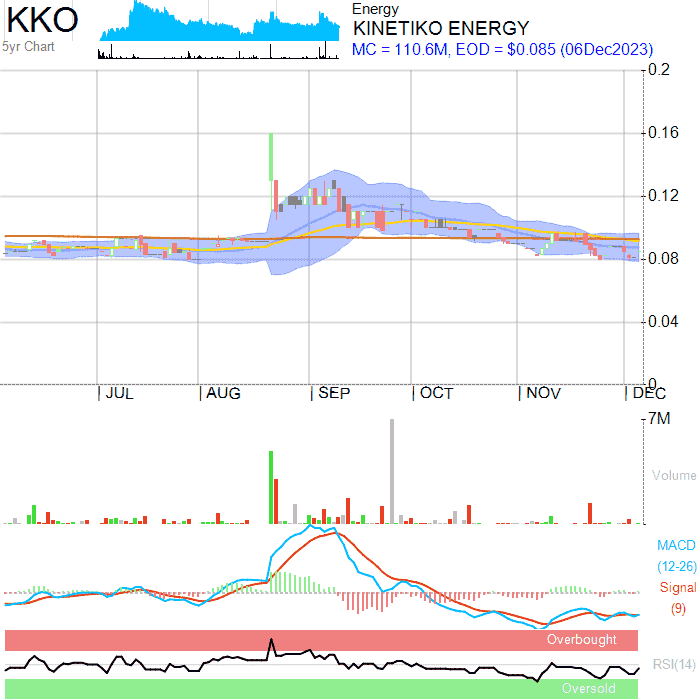 KKO
5yr Chart
Energy
KINETIKO ENERGY
MC = 110.6M, EOD = $0.085 (06Dec2023)
0.2
0.16
0.12
0.08
0.04
0
JUL AUG SEP OCT NOV DEC
7M
Volume
MACD
(12-26)
Signal
(9)
Overbought
RSI(14)
Oversold